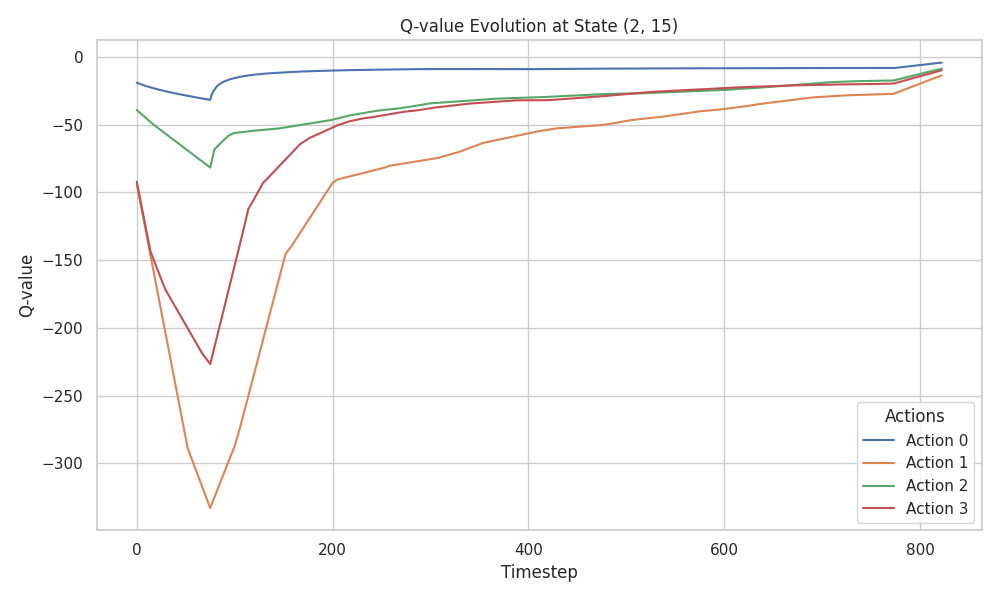 Q-value Evolution at State (2, 15)
Q-value
0
−50
−100
−150
−200
−250
−300
0
200
400
600
800
Timestep
Actions
Action 0
Action 1
Action 2
Action 3